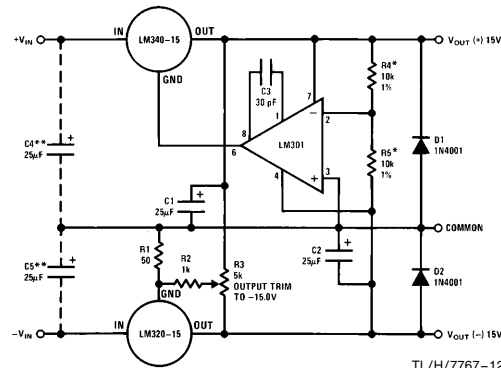 +VIN
IN
LM340-15
OUT
GND
VOUT (+) 15V
R4*
10k
1%
C3
30 pF
7
8
1
2
6
LM301
4
3
R5*
10k
1%
D1
1N4001
C4**
25µF
+
C1
25µF
+
COMMON
R1
50
R2
1k
R3
5k
OUTPUT TRIM
TO −15.0V
C2
25µF
+
D2
1N4001
C5**
25µF
+
GND
−VIN
IN
LM320-15
OUT
VOUT (−) 15V
TL/H/7767–12